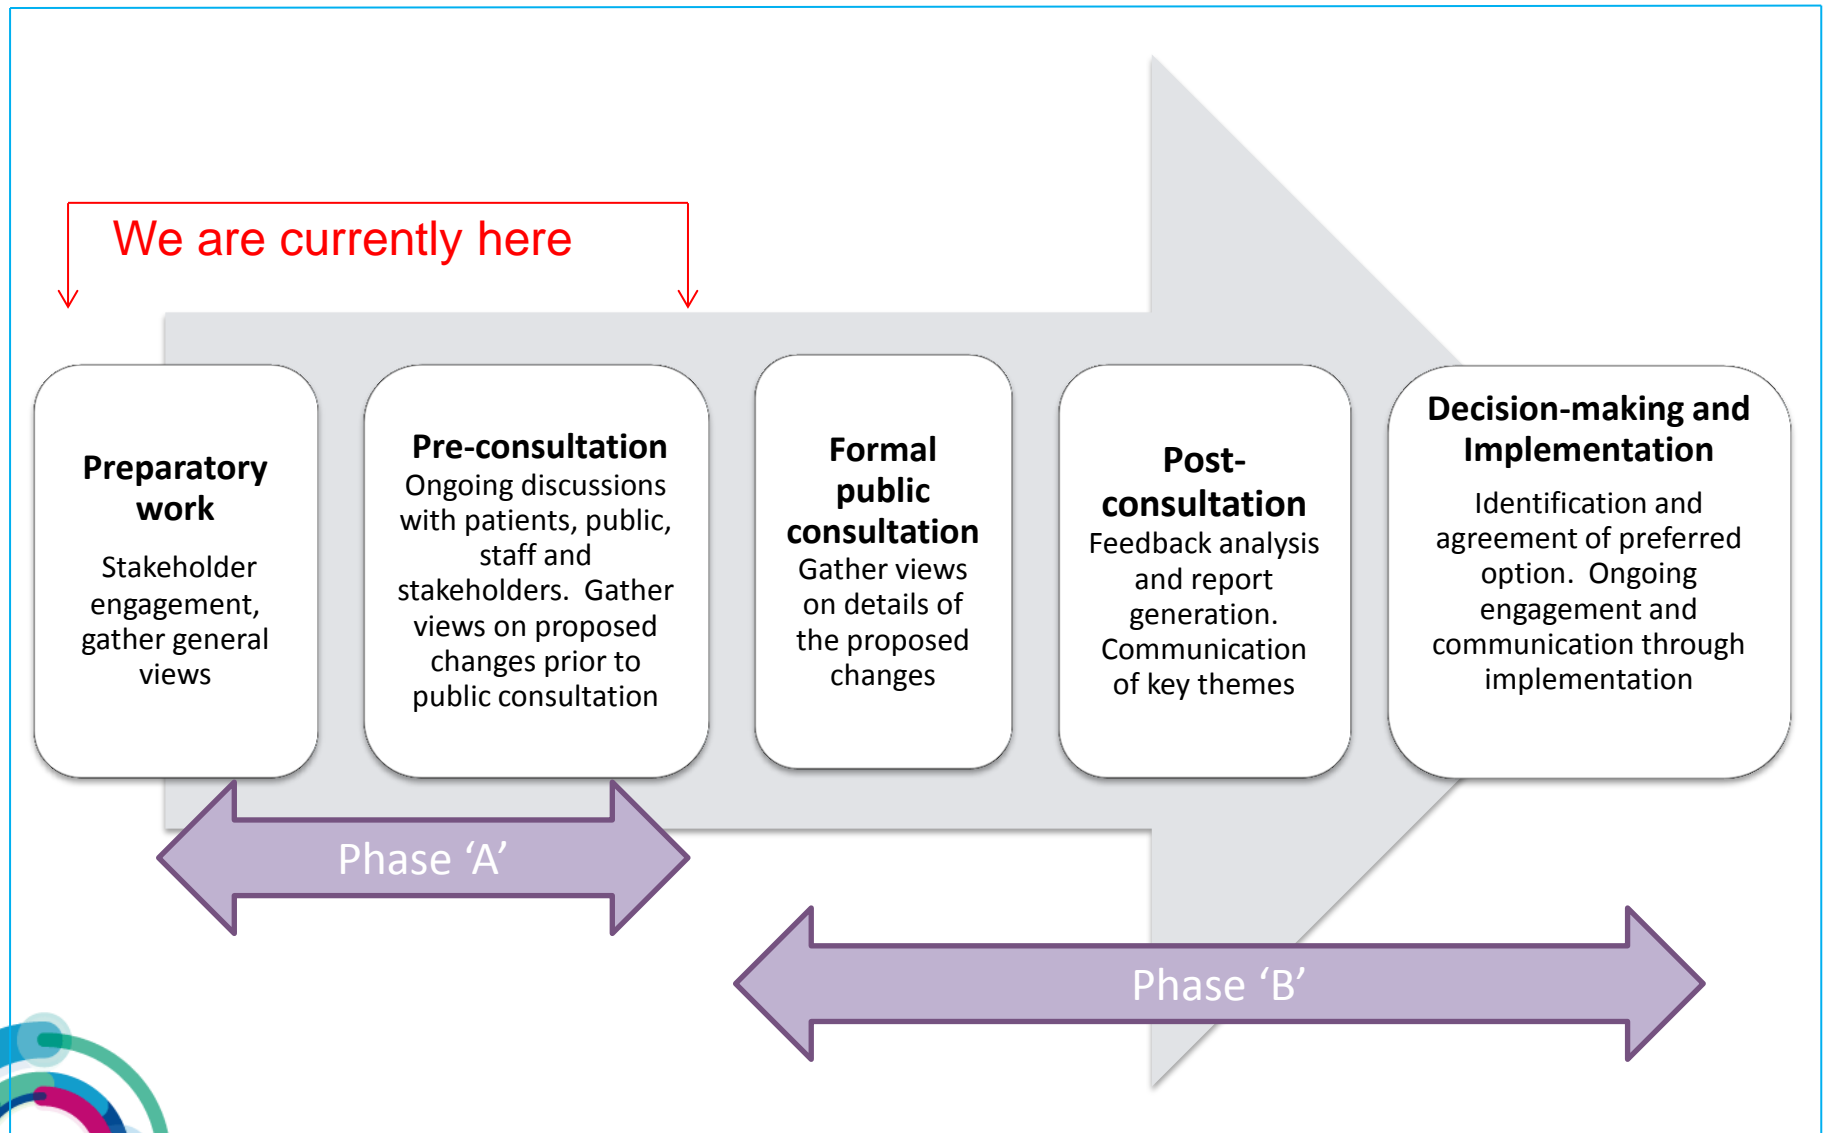 We are currently here
Preparatory
work
Stakeholder
engagement,
gather general
views
Pre-consultation
Ongoing discussions
with patients, public,
staff and
stakeholders.  Gather
views on proposed
changes prior to
public consultation
Formal
public
consultation
Gather views
on details of
the proposed
changes
Post-
consultation
Feedback analysis
and report
generation.
Communication
of key themes
Decision-making and
Implementation
Identification and
agreement of preferred
option.  Ongoing
engagement and
communication through
implementation
Phase ‘A’
Phase ‘B’